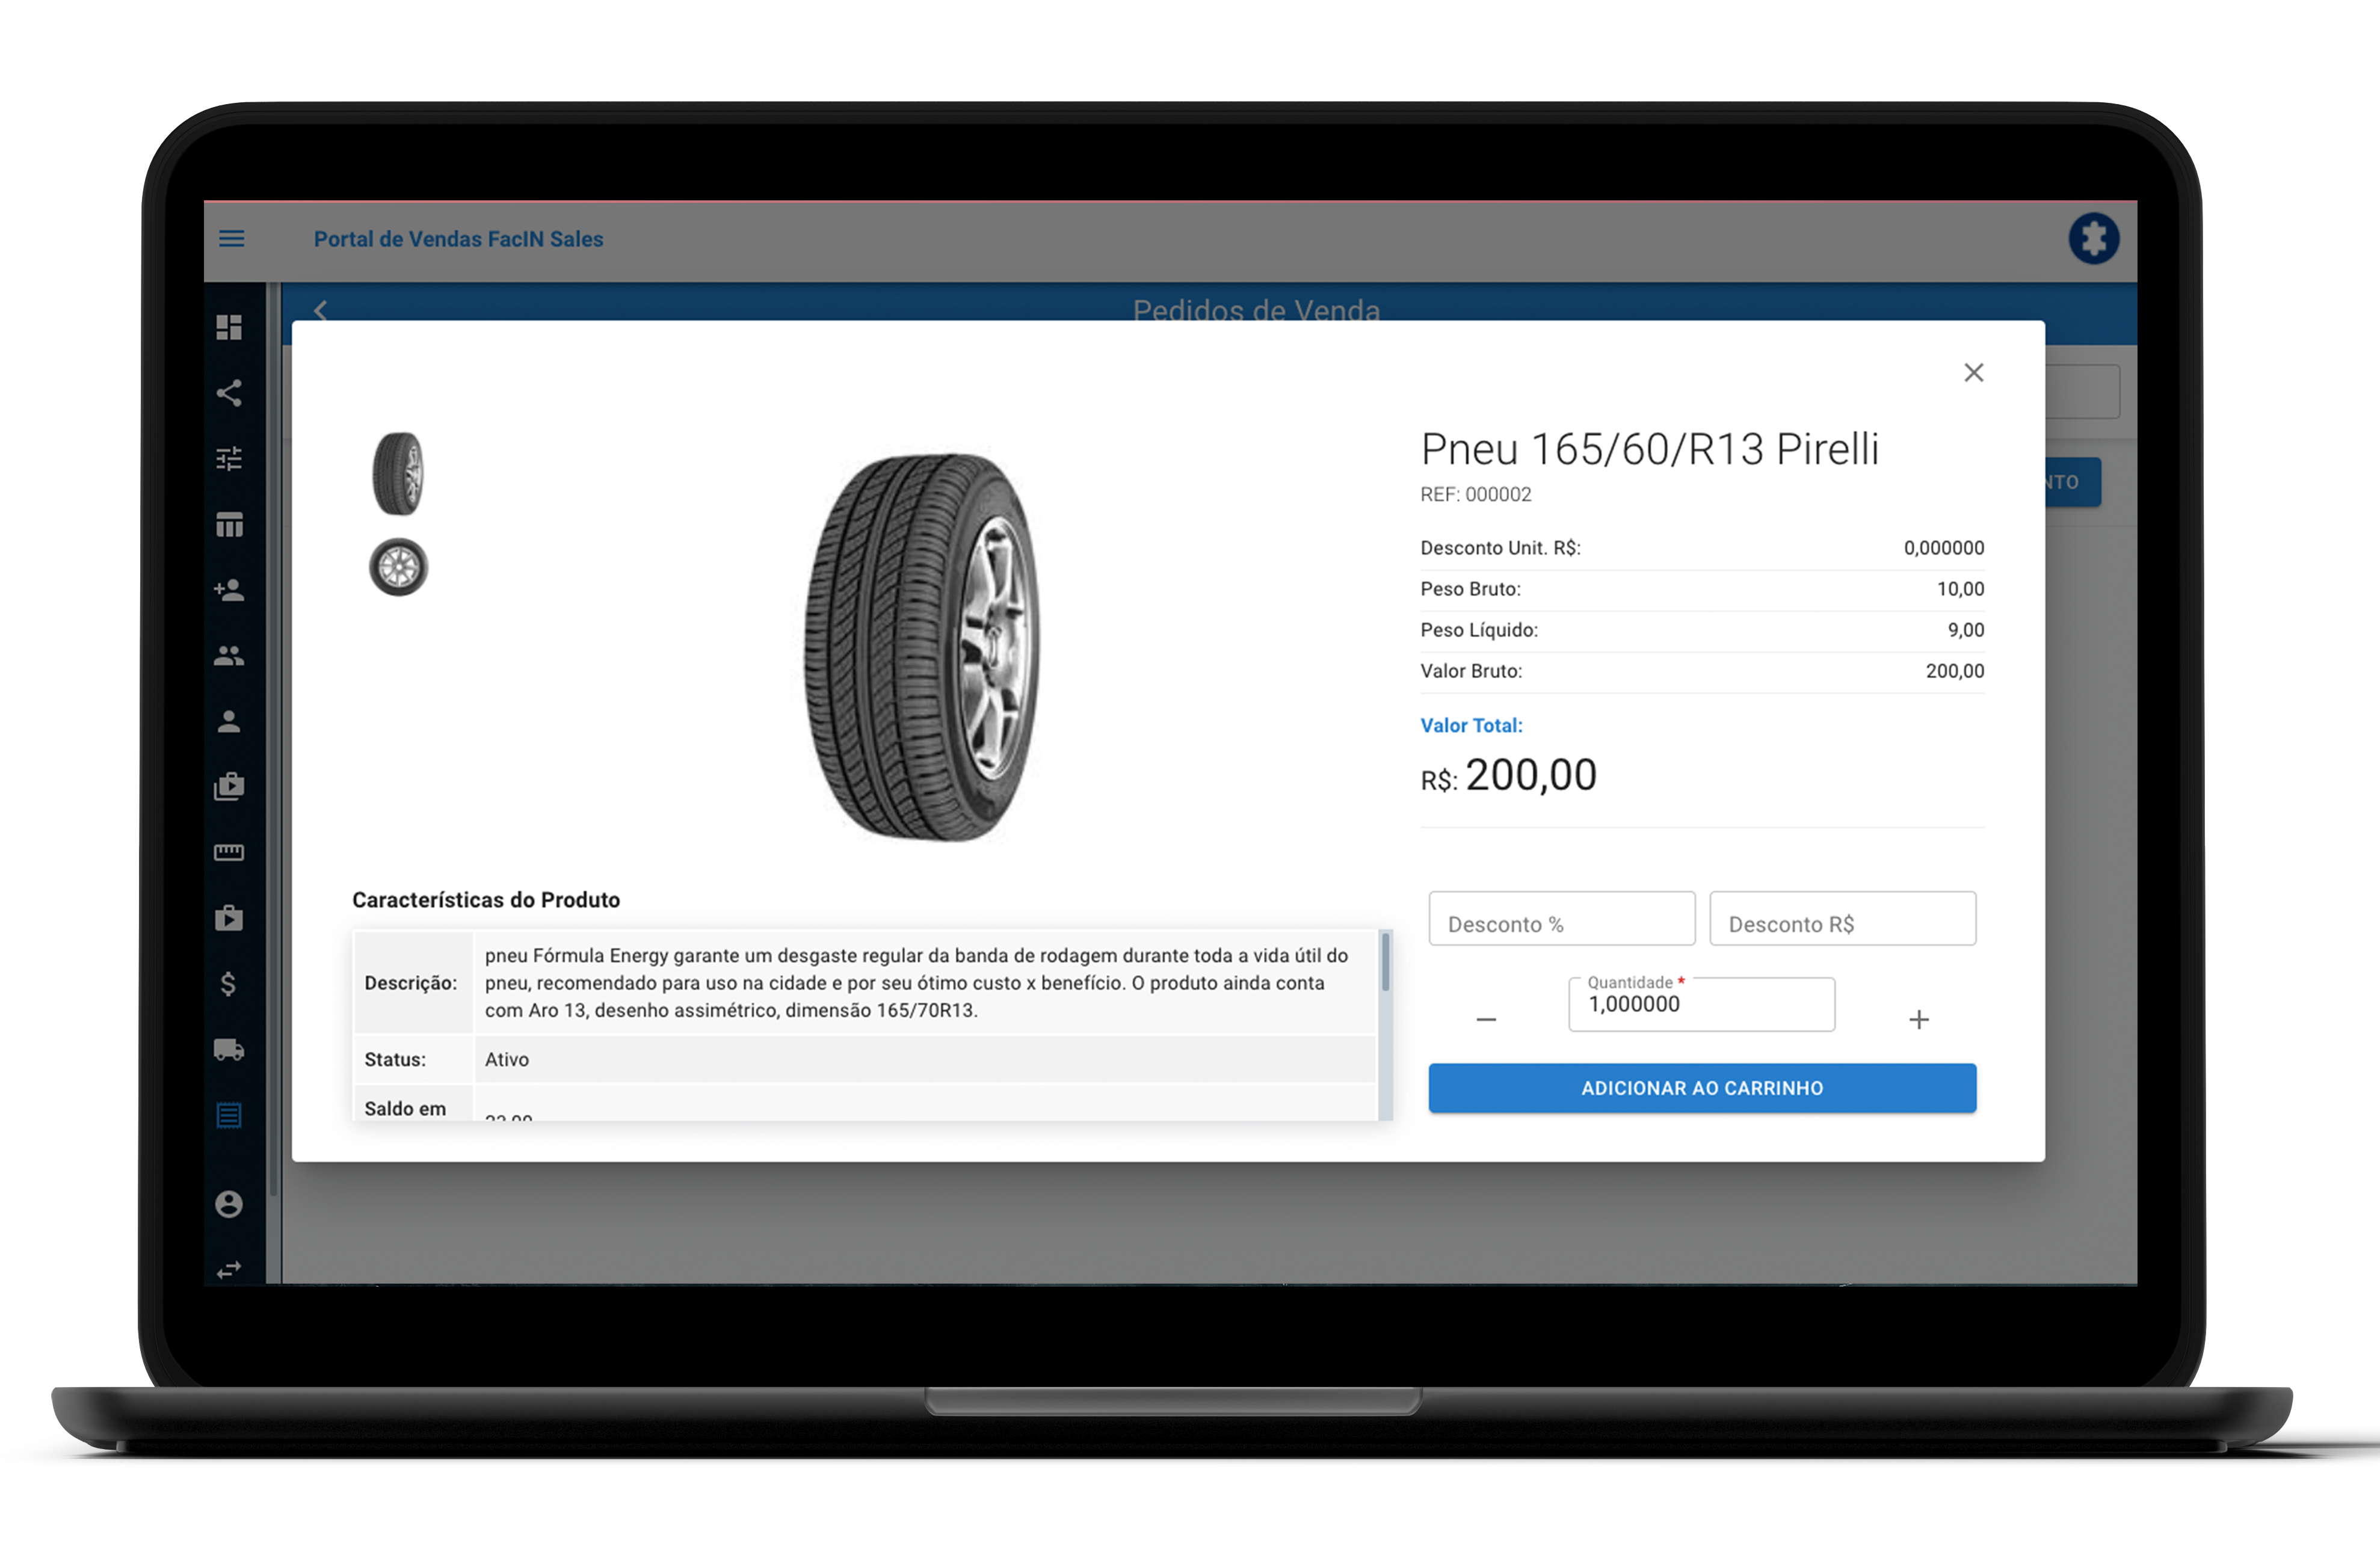 Portal de Vendas FacIN Sales
Pedidos de Venda
NTO
Pneu 165/60/R13 Pirelli
REF: 000002
Desconto Unit. R$: 0,000000
Peso Bruto: 10,00
Peso Líquido: 9,00
Valor Bruto: 200,00
Valor Total:
R$: 200,00
Características do Produto
Descrição: pneu Fórmula Energy garante um desgaste regular da banda de rodagem durante toda a vida útil do
pneu, recomendado para uso na cidade e por seu ótimo custo x benefício. O produto ainda conta
com Aro 13, desenho assimétrico, dimensão 165/70R13.
Status: Ativo
Saldo em
Desconto %
Desconto R$
Quantidade *
1,000000
ADICIONAR AO CARRINHO